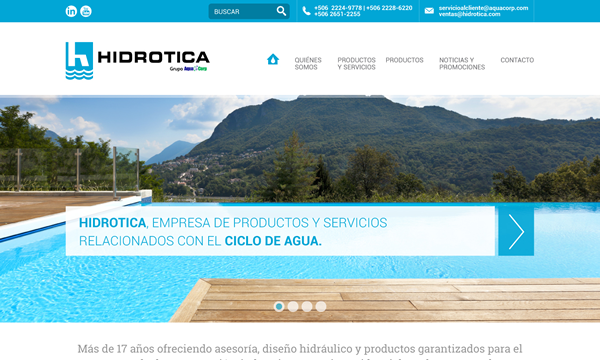 BUSCAR
+506 2224-9778 | +506 2228-6220
+506 2651-2255
servicioalcliente@aquacorp.com
ventas@hidrotica.com
HIDROTICA
Grupo AquaCorp
QUIÉNES SOMOS
PRODUCTOS Y SERVICIOS
PRODUCTOS
NOTICIAS Y PROMOCIONES
CONTACTO
HIDROTICA, EMPRESA DE PRODUCTOS Y SERVICIOS
RELACIONADOS CON EL CICLO DE AGUA.
Más de 17 años ofreciendo asesoría, diseño hidráulico y productos garantizados para el